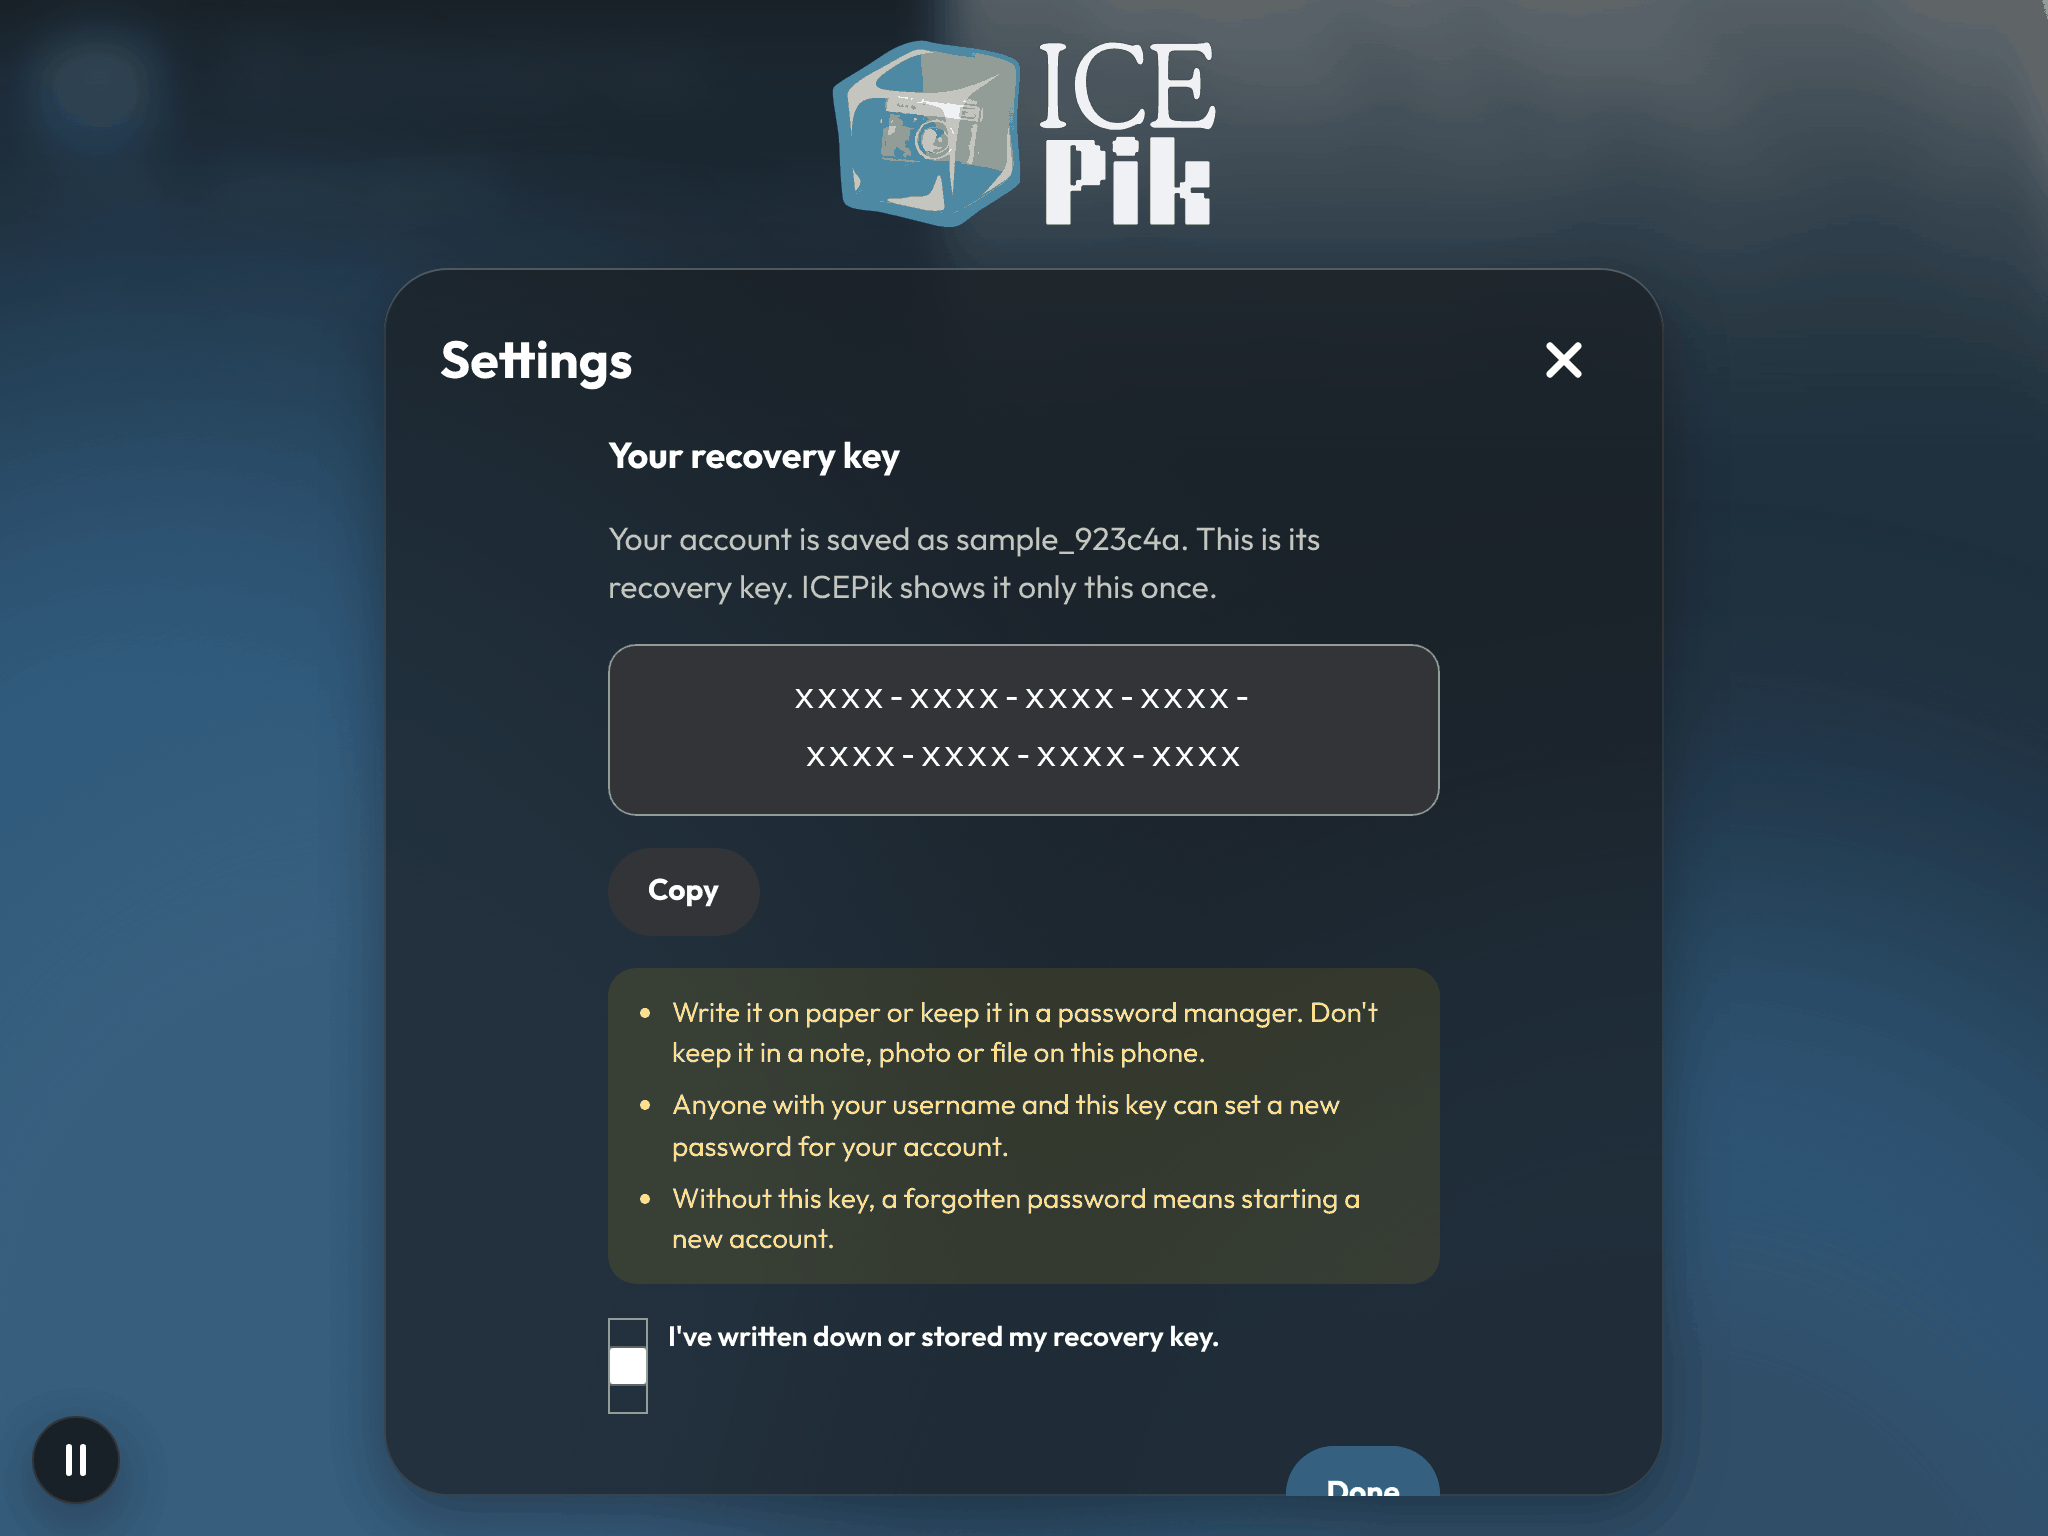 ICE
Pik
Settings
Your recovery key
Your account is saved as sample_923c4a. This is its
recovery key. ICEPik shows it only this once.
xxxx-xxxx-xxxx-xxxx-
xxxx-xxxx-xxxx-xxxx
Copy
• Write it on paper or keep it in a password manager. Don't
keep it in a note, photo or file on this phone.
• Anyone with your username and this key can set a new
password for your account.
• Without this key, a forgotten password means starting a
new account.
I've written down or stored my recovery key.
Done